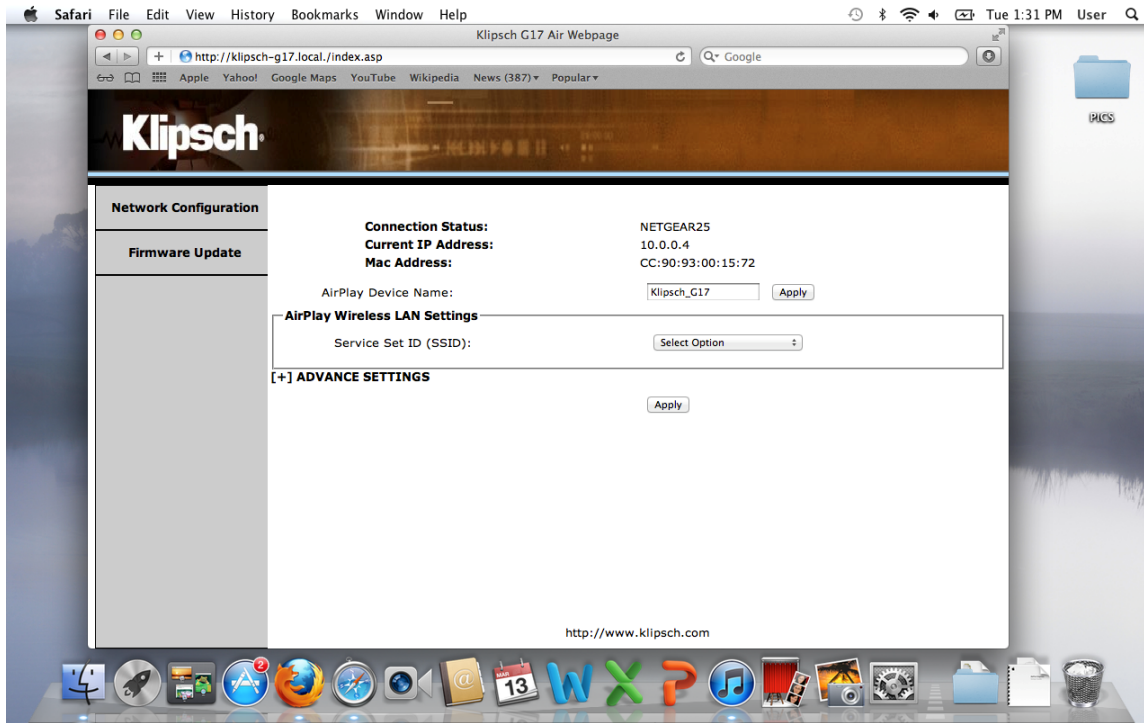 Safari File Edit View History Bookmarks Window Help Tue 1:31 PM User
Klipsch G17 Air Webpage
http://klipsch-g17.local./index.asp Google
Apple Yahoo! Google Maps YouTube Wikipedia News (387) Popular
PICS
Klipsch
Network Configuration
Firmware Update
Connection Status: NETGEAR25
Current IP Address: 10.0.0.4
Mac Address: CC:90:93:00:15:72
AirPlay Device Name: Klipsch_G17 Apply
AirPlay Wireless LAN Settings
Service Set ID (SSID): Select Option
[+] ADVANCE SETTINGS
Apply
http://www.klipsch.com
2
MAR
13